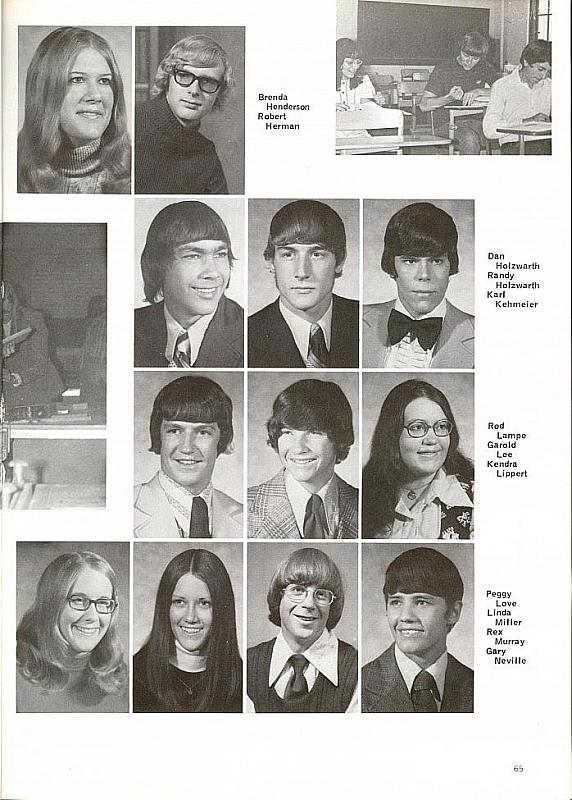 Brenda
Henderson
Robert
Herman
Dan
Holzwarth
Randy
Holzwarth
Karl
Kehmeier
Rod
Lampe
Garold
Lee
Kendra
Lippert
Peggy
Love
Linda
Miller
Rex
Murray
Gary
Neville
65